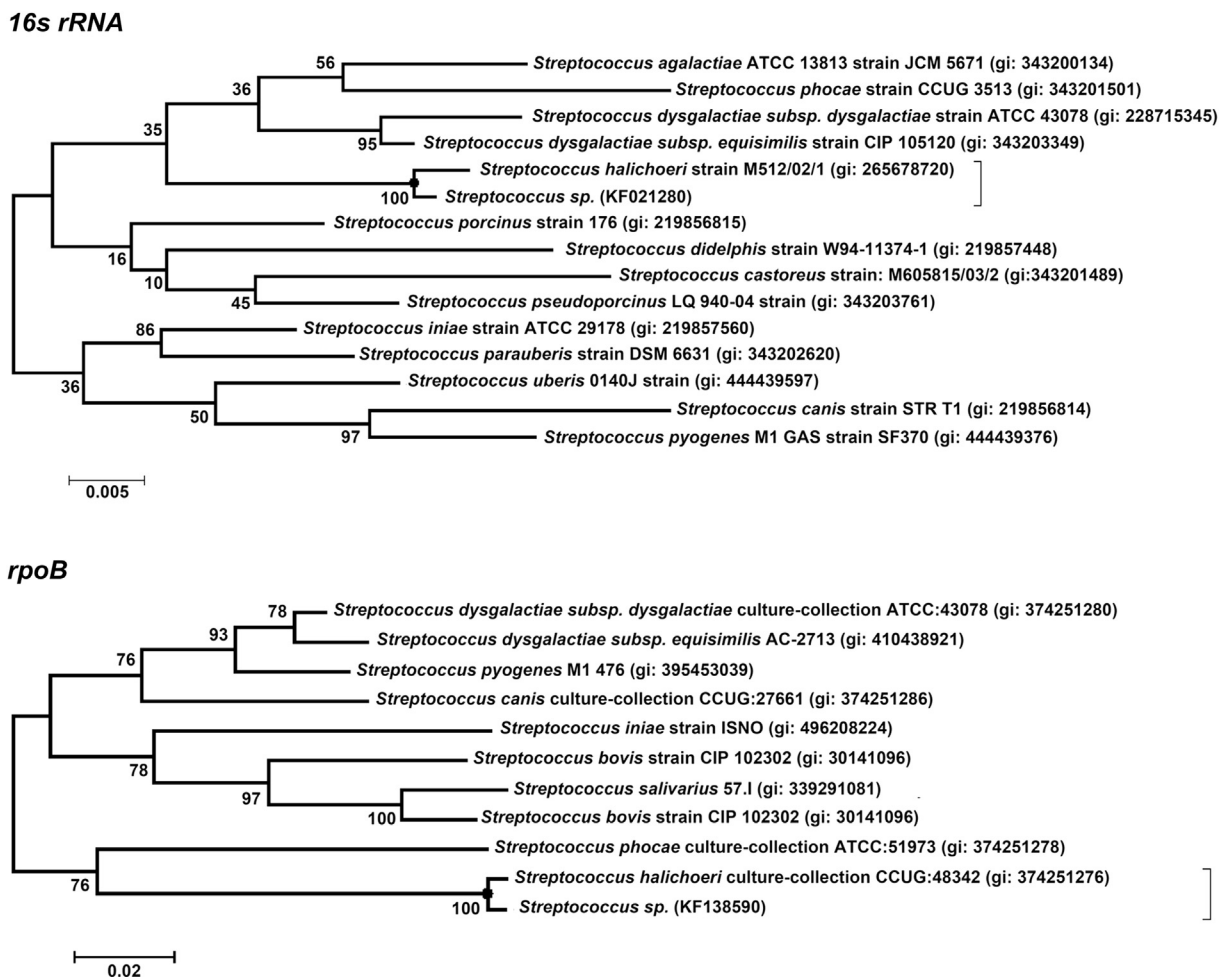 16s rRNA
56
Streptococcus agalactiae ATCC 13813 strain JCM 5671 (gi: 343200134)
36
Streptococcus phocae strain CCUG 3513 (gi: 343201501)
Streptococcus dysgalactiae subsp. dysgalactiae strain ATCC 43078 (gi: 228715345)
35
95
Streptococcus dysgalactiae subsp. equisimilis strain CIP 105120 (gi: 343203349)
Streptococcus halichoeri strain M512/02/1 (gi: 265678720)
100
Streptococcus sp. (KF021280)
Streptococcus porcinus strain 176 (gi: 219856815)
16
Streptococcus didelphis strain W94-11374-1 (gi: 219857448)
10
Streptococcus castoreus strain: M605815/03/2 (gi:343201489)
45
Streptococcus pseudoporcinus LQ 940-04 strain (gi: 343203761)
86
Streptococcus iniae strain ATCC 29178 (gi: 219857560)
Streptococcus parauberis strain DSM 6631 (gi: 343202620)
36
Streptococcus uberis 0140J strain (gi: 444439597)
50
Streptococcus canis strain STR T1 (gi: 219856814)
97
Streptococcus pyogenes M1 GAS strain SF370 (gi: 444439376)
0.005
rpoB
78
Streptococcus dysgalactiae subsp. dysgalactiae culture-collection ATCC:43078 (gi: 374251280)
93
Streptococcus dysgalactiae subsp. equisimilis AC-2713 (gi: 410438921)
76
Streptococcus pyogenes M1 476 (gi: 395453039)
Streptococcus canis culture-collection CCUG:27661 (gi: 374251286)
Streptococcus iniae strain ISNO (gi: 496208224)
78
Streptococcus bovis strain CIP 102302 (gi: 30141096)
97
Streptococcus salivarius 57.I (gi: 339291081)
100
Streptococcus bovis strain CIP 102302 (gi: 30141096)
Streptococcus phocae culture-collection ATCC:51973 (gi: 374251278)
76
Streptococcus halichoeri culture-collection CCUG:48342 (gi: 374251276)
100
Streptococcus sp. (KF138590)
0.02